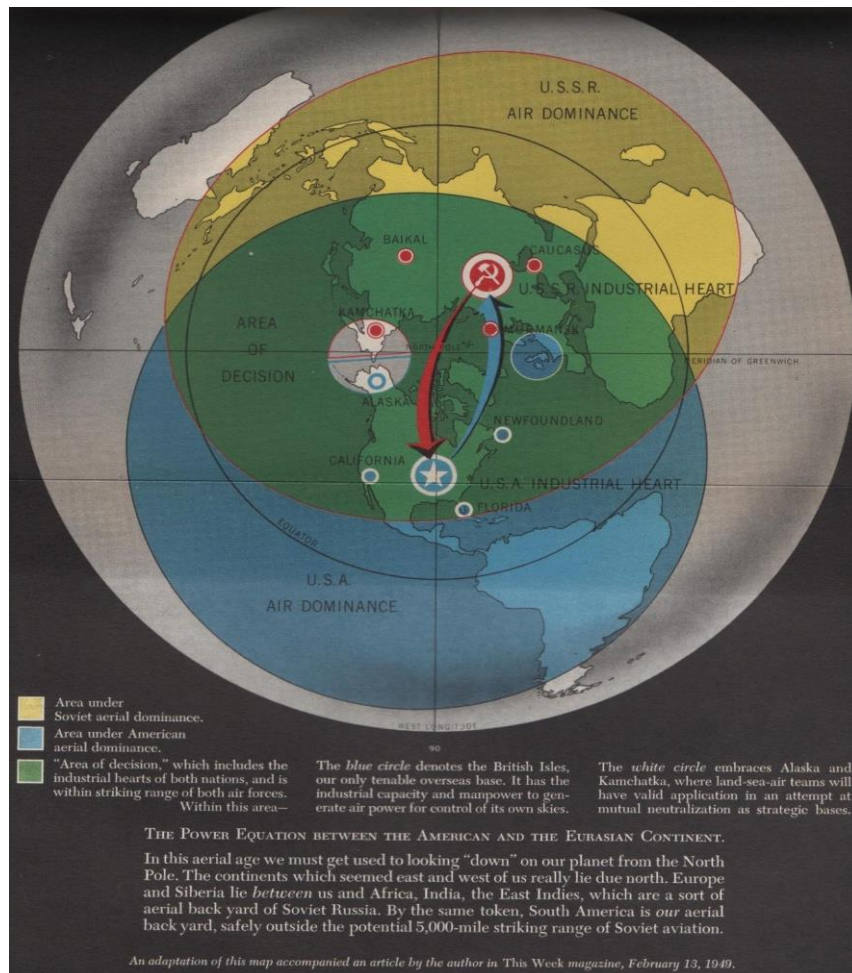 U.S.S.R.
AIR DOMINANCE
BAIKAL
CAUCASUS
U.S.S.R. INDUSTRIAL HEART
KAMCHATKA
MURMANSK
AREA
OF
DECISION
NORTH POLE
MERIDIAN OF GREENWICH
ALASKA
NEWFOUNDLAND
CALIFORNIA
U.S.A. INDUSTRIAL HEART
FLORIDA
EQUATOR
U.S.A.
AIR DOMINANCE
WEST LONGITUDE
90
Area under
Soviet aerial dominance.
Area under American
aerial dominance.
"Area of decision," which includes the
industrial hearts of both nations, and is
within striking range of both air forces.
Within this area—
The blue circle denotes the British Isles,
our only tenable overseas base. It has the
industrial capacity and manpower to gen-
erate air power for control of its own skies.
The white circle embraces Alaska and
Kamchatka, where land-sea-air teams will
have valid application in an attempt at
mutual neutralization as strategic bases.
The Power Equation between the American and the Eurasian Continent.
In this aerial age we must get used to looking "down" on our planet from the North
Pole. The continents which seemed east and west of us really lie due north. Europe
and Siberia lie between us and Africa, India, the East Indies, which are a sort of
aerial back yard of Soviet Russia. By the same token, South America is our aerial
back yard, safely outside the potential 5,000-mile striking range of Soviet aviation.
An adaptation of this map accompanied an article by the author in This Week magazine, February 13, 1949.